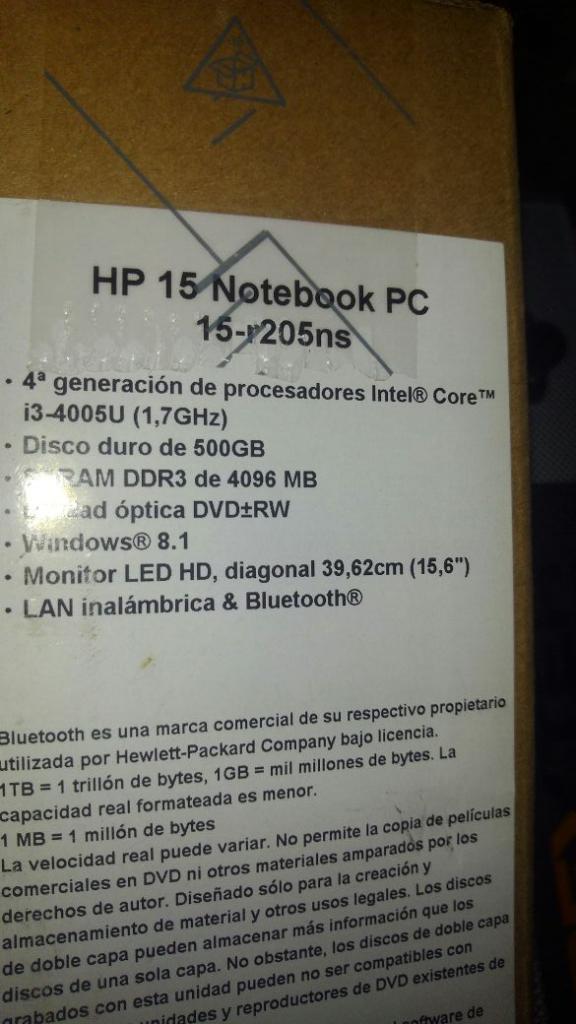 HP 15 Notebook PC
15-r205ns
• 4ª generación de procesadores Intel® Core™
i3-4005U (1,7GHz)
• Disco duro de 500GB
• SDRAM DDR3 de 4096 MB
• Unidad óptica DVD±RW
• Windows® 8.1
• Monitor LED HD, diagonal 39,62cm (15,6")
• LAN inalámbrica & Bluetooth®
Bluetooth es una marca comercial de su respectivo propietario
utilizada por Hewlett-Packard Company bajo licencia.
1TB = 1 trillón de bytes, 1GB = mil millones de bytes. La
capacidad real formateada es menor.
1 MB = 1 millón de bytes
La velocidad real puede variar. No permite la copia de películas
comerciales en DVD ni otros materiales amparados por los
derechos de autor. Diseñado sólo para la creación y
almacenamiento de material y otros usos legales. Los discos
de doble capa pueden almacenar más información que los
discos de una sola capa. No obstante, los discos de doble capa
grabados con esta unidad pueden no ser compatibles con
unidades y reproductores de DVD existentes de
software de